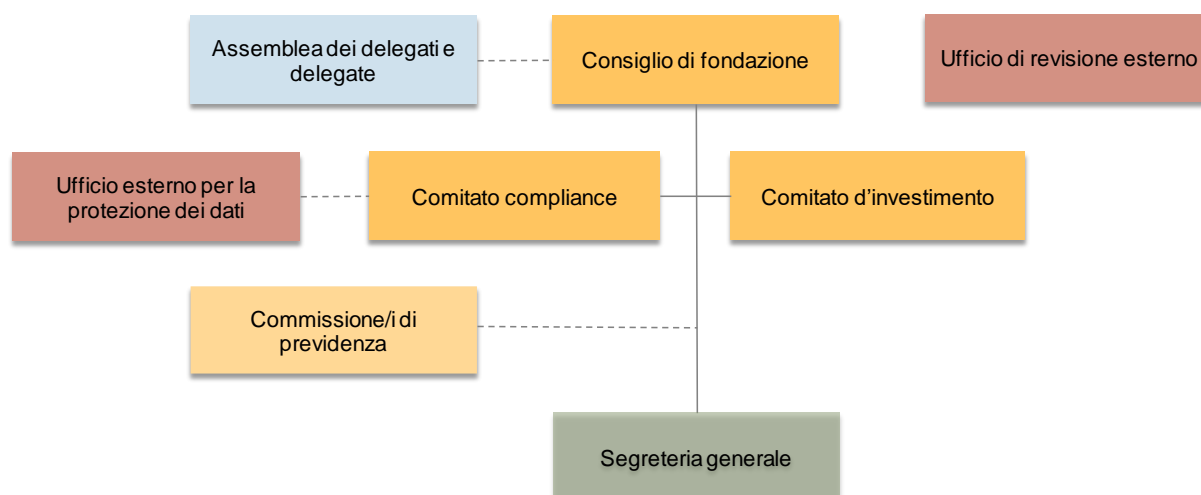 Assemblea dei delegati e
delegate
Consiglio di fondazione
Ufficio di revisione esterno
Ufficio esterno per la
protezione dei dati
Comitato compliance
Comitato d'investimento
Commissione/i di
previdenza
Segreteria generale